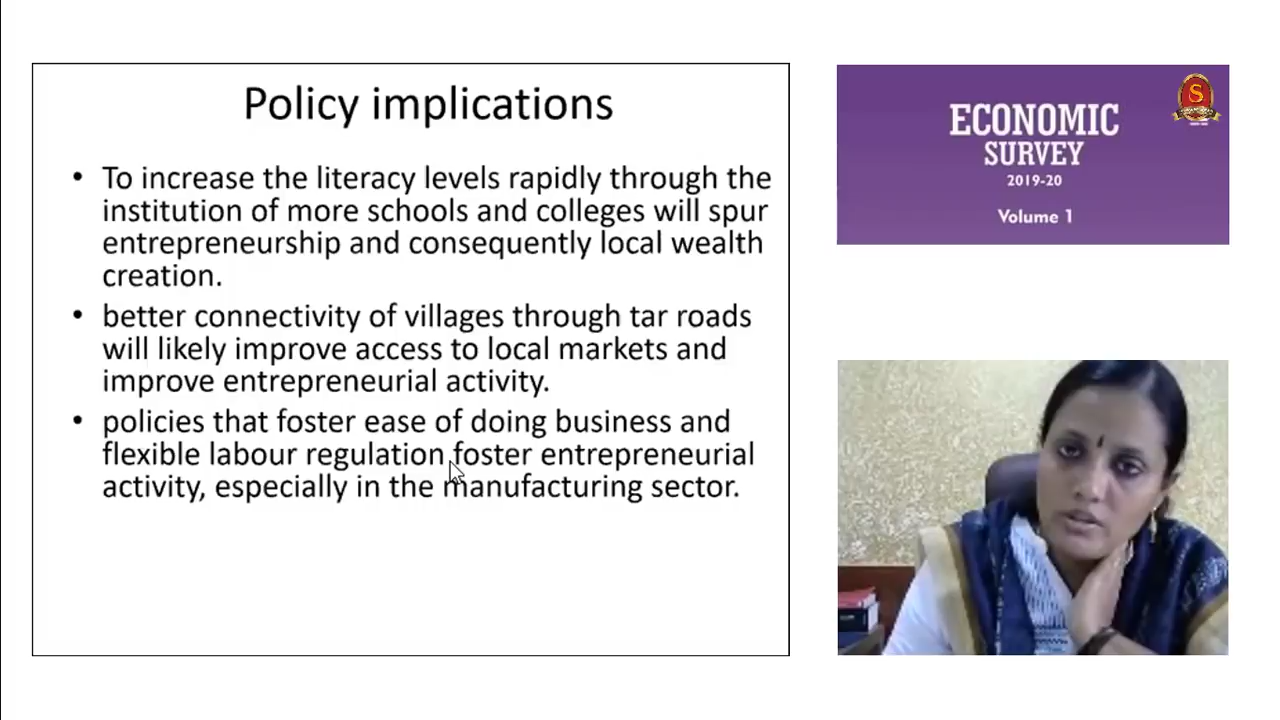 Policy implications
• To increase the literacy levels rapidly through the
institution of more schools and colleges will spur
entrepreneurship and consequently local wealth
creation.
• better connectivity of villages through tar roads
will likely improve access to local markets and
improve entrepreneurial activity.
• policies that foster ease of doing business and
flexible labour regulation foster entrepreneurial
activity, especially in the manufacturing sector.
ECONOMIC
SURVEY
2019-20
Volume 1
S